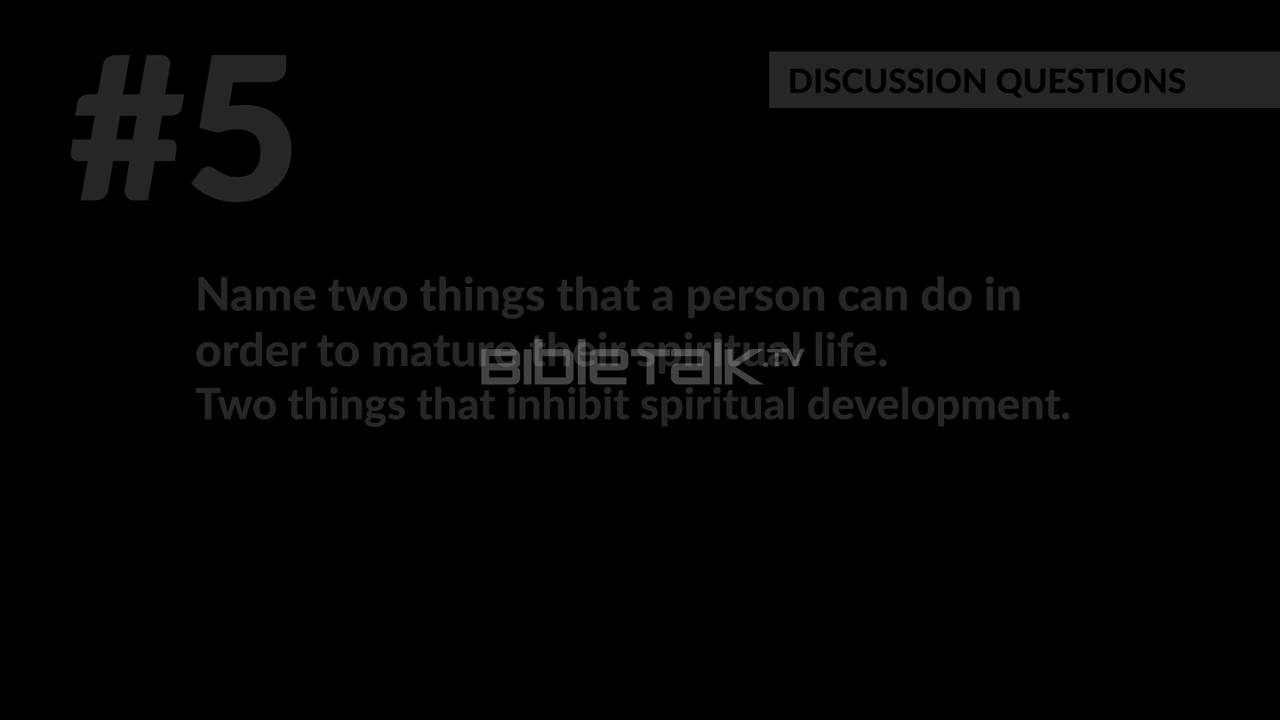 #5
DISCUSSION QUESTIONS
Name two things that a person can do in
order to mature their spiritual life.
BibleTalk.TV
Two things that inhibit spiritual development.